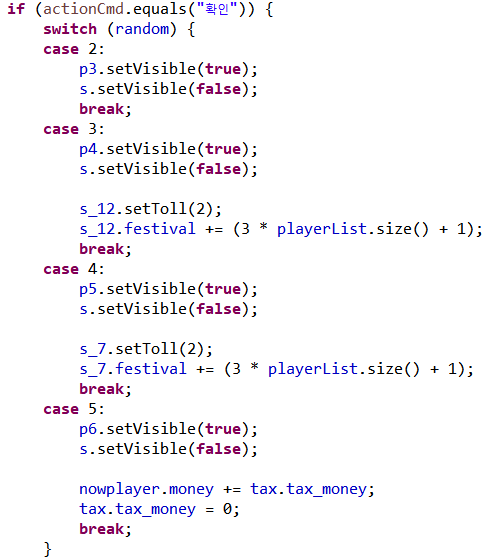 if (actionCmd.equals("확인")) {
switch (random) {
case 2:
p3.setVisible(true);
s.setVisible(false);
break;
case 3:
p4.setVisible(true);
s.setVisible(false);
s_12.setToll(2);
s_12.festival += (3 * playerList.size() + 1);
break;
case 4:
p5.setVisible(true);
s.setVisible(false);
s_7.setToll(2);
s_7.festival += (3 * playerList.size() + 1);
break;
case 5:
p6.setVisible(true);
s.setVisible(false);
nowplayer.money += tax.tax_money;
tax.tax_money = 0;
break;
}